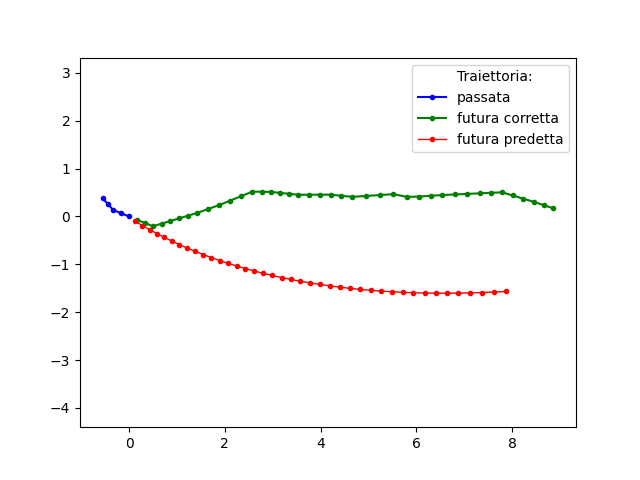 Traiettoria:
passata
futura corretta
futura predetta
3
2
1
0
−1
−2
−3
−4
0 2 4 6 8